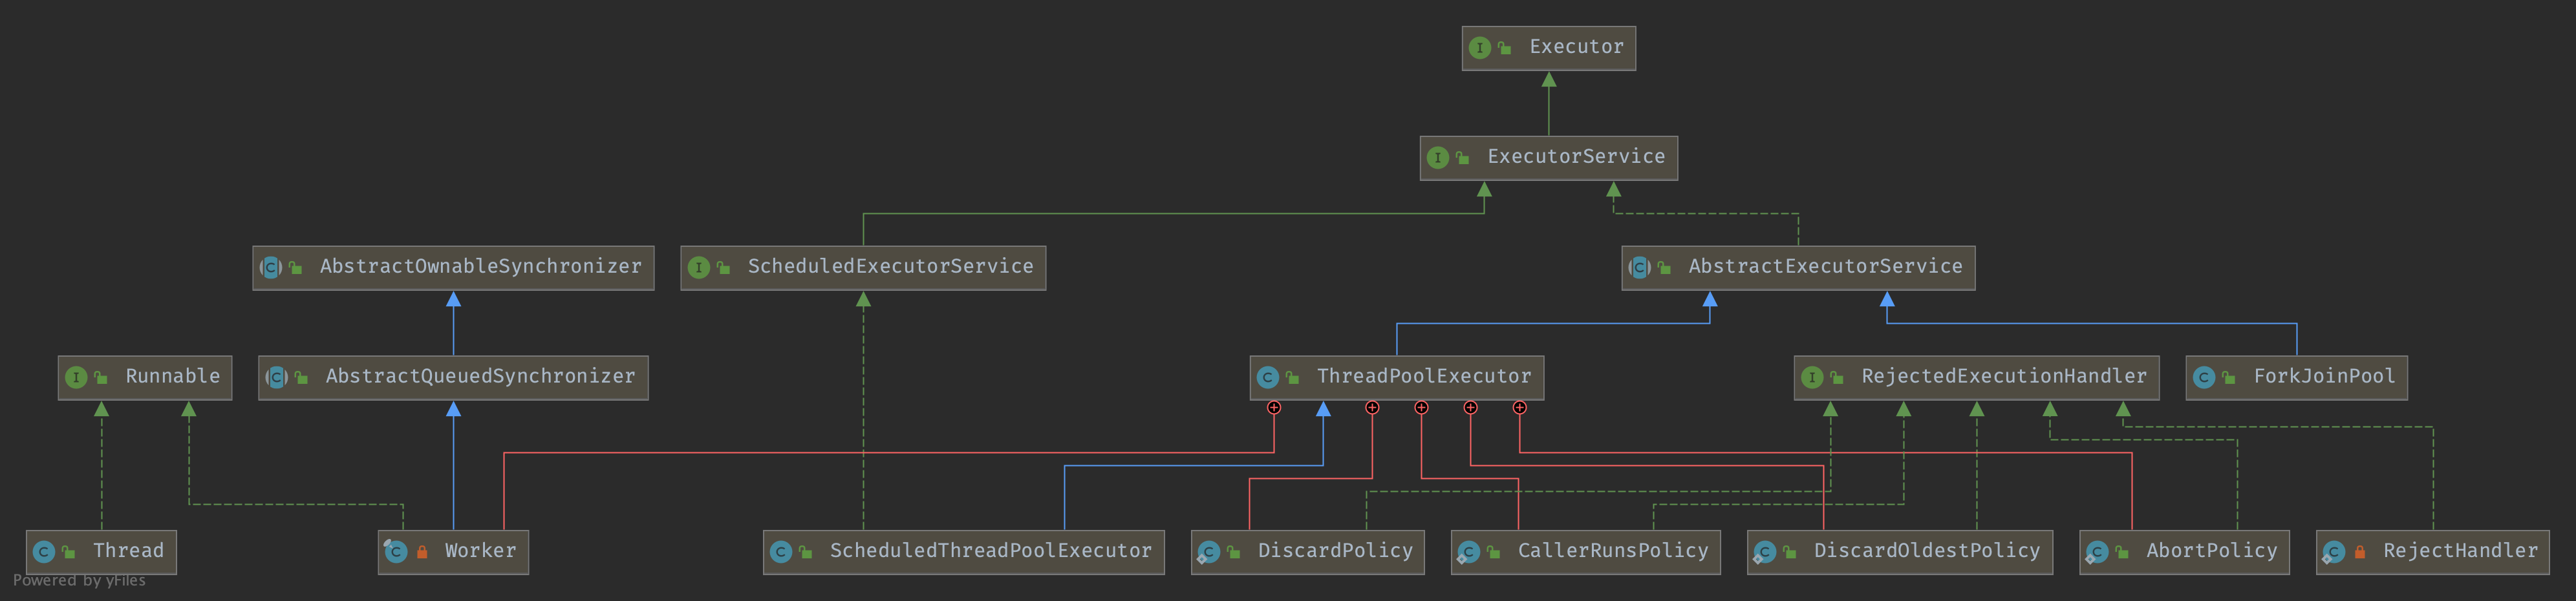 Executor
ExecutorService
AbstractOwnableSynchronizer
ScheduledExecutorService
AbstractExecutorService
Runnable
AbstractQueuedSynchronizer
ThreadPoolExecutor
RejectedExecutionHandler
ForkJoinPool
Thread
Worker
ScheduledThreadPoolExecutor
DiscardPolicy
CallerRunsPolicy
DiscardOldestPolicy
AbortPolicy
RejectHandler
Powered by yFiles